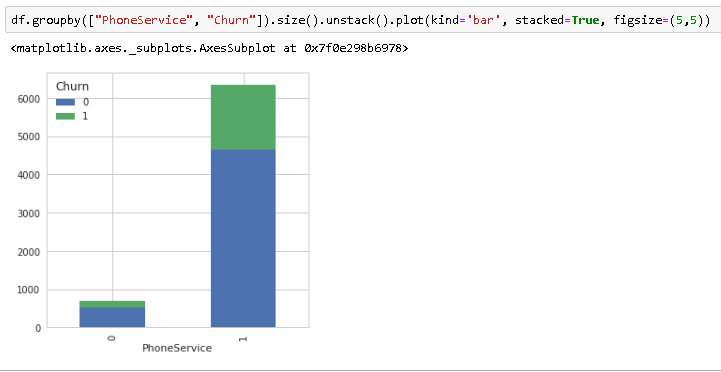 df.groupby(["PhoneService", "Churn"]).size().unstack().plot(kind='bar', stacked=True, figsize=(5,5))
<matplotlib.axes._subplots.AxesSubplot at 0x7f0e298b6978>
Churn
0
1
6000
5000
4000
3000
2000
1000
0
0
1
PhoneService